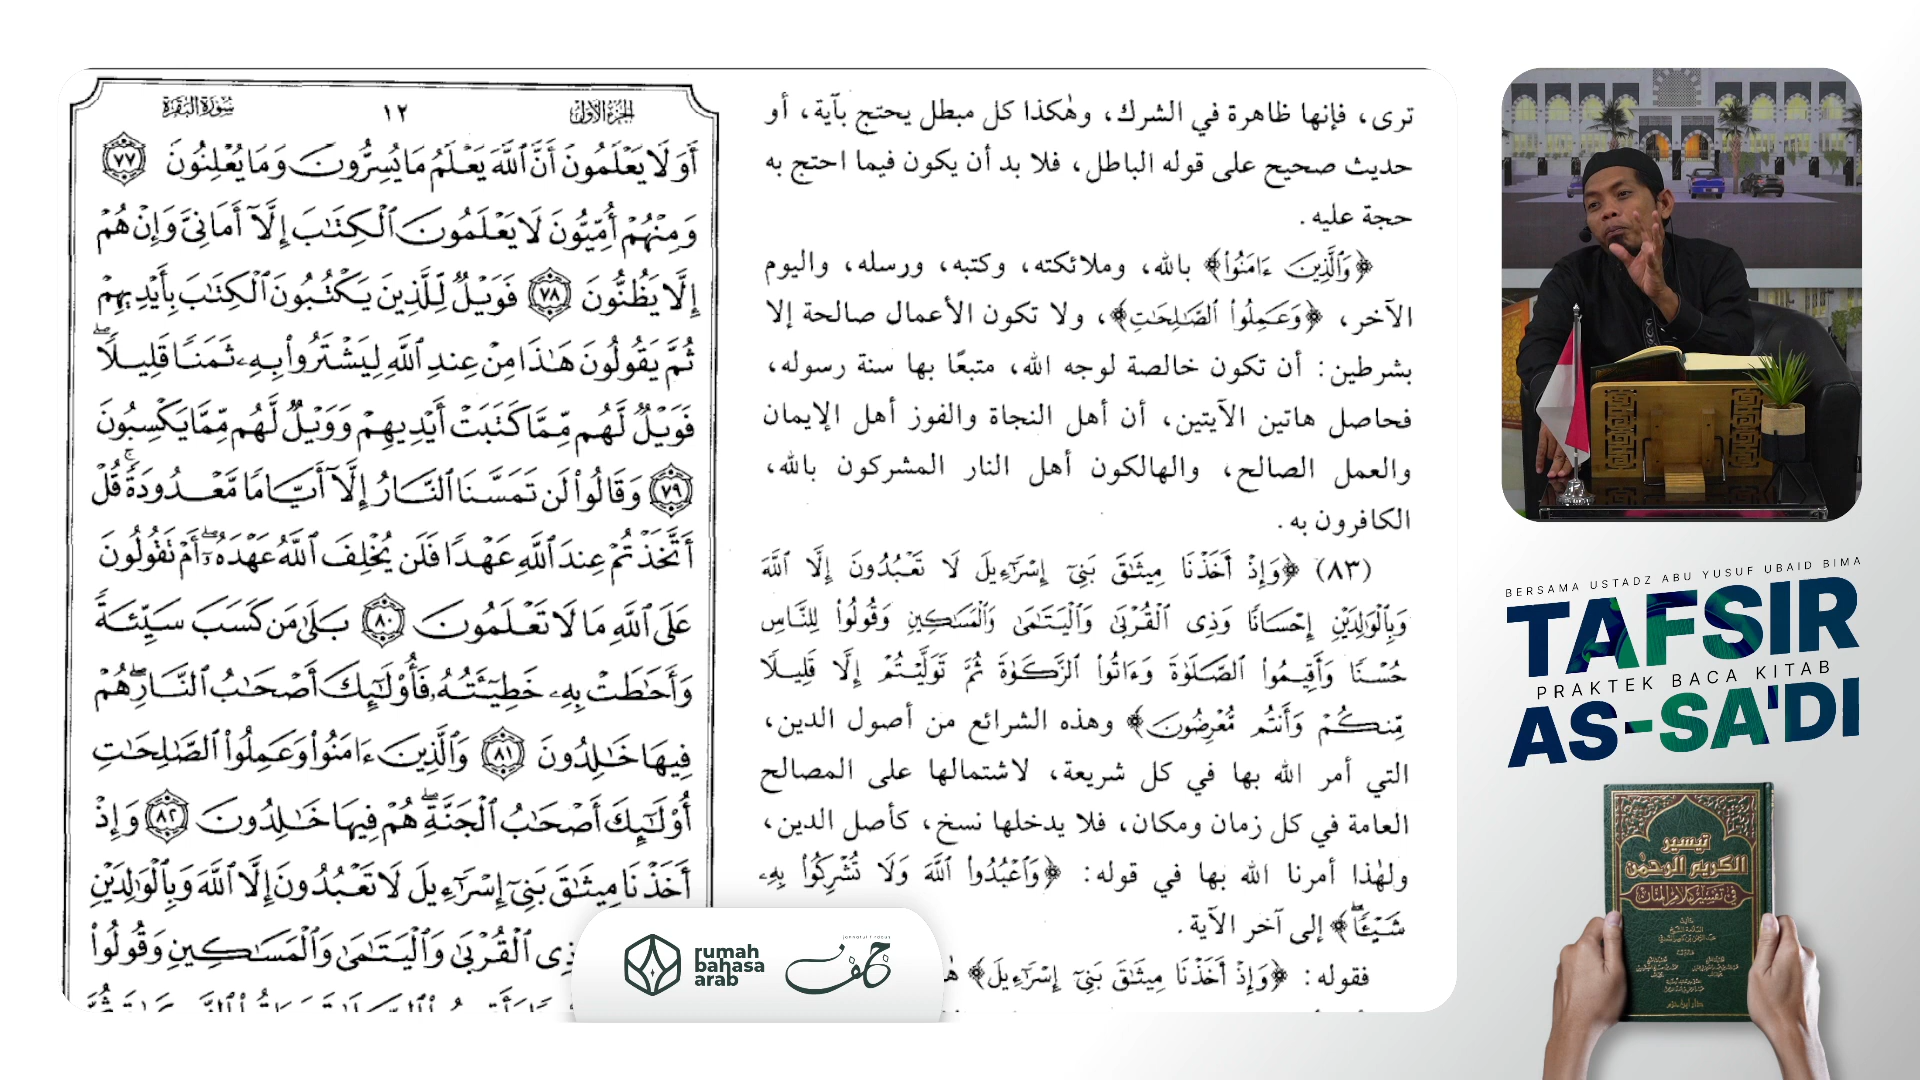 الجزء الأول
١٢
سورة البقرة
أَوَلَا يَعْلَمُونَ أَنَّ ٱللَّهَ يَعْلَمُ مَا يُسِرُّونَ وَمَا يُعْلِنُونَ ٧٧
وَمِنْهُمْ أُمِّيُّونَ لَا يَعْلَمُونَ ٱلْكِتَٰبَ إِلَّآ أَمَانِىَّ وَإِنْ هُمْ
إِلَّا يَظُنُّونَ ٧٨ فَوَيْلٌ لِّلَّذِينَ يَكْتُبُونَ ٱلْكِتَٰبَ بِأَيْدِيهِمْ
ثُمَّ يَقُولُونَ هَٰذَا مِنْ عِندِ ٱللَّهِ لِيَشْتَرُوا۟ بِهِۦ ثَمَنًا قَلِيلًا ۖ
فَوَيْلٌ لَّهُم مِّمَّا كَتَبَتْ أَيْدِيهِمْ وَوَيْلٌ لَّهُم مِّمَّا يَكْسِبُونَ
٧٩ وَقَالُوا۟ لَن تَمَسَّنَا ٱلنَّارُ إِلَّآ أَيَّامًا مَّعْدُودَةً ۚ قُلْ
أَتَّخَذْتُمْ عِندَ ٱللَّهِ عَهْدًا فَلَن يُخْلِفَ ٱللَّهُ عَهْدَهُۥٓ ۖ أَمْ تَقُولُونَ
عَلَى ٱللَّهِ مَا لَا تَعْلَمُونَ ٨٠ بَلَىٰ مَن كَسَبَ سَيِّئَةً
وَأَحَٰطَتْ بِهِۦ خَطِيٓـَٔتُهُۥ فَأُو۟لَٰٓئِكَ أَصْحَٰبُ ٱلنَّارِ ۖ هُمْ
فِيهَا خَٰلِدُونَ ٨١ وَٱلَّذِينَ ءَامَنُوا۟ وَعَمِلُوا۟ ٱلصَّٰلِحَٰتِ
أُو۟لَٰٓئِكَ أَصْحَٰبُ ٱلْجَنَّةِ ۖ هُمْ فِيهَا خَٰلِدُونَ ٨٢ وَإِذْ
أَخَذْنَا مِيثَٰقَ بَنِىٓ إِسْرَٰٓءِيلَ لَا تَعْبُدُونَ إِلَّا ٱللَّهَ وَبِٱلْوَٰلِدَيْنِ
ذِى ٱلْقُرْبَىٰ وَٱلْيَتَٰمَىٰ وَٱلْمَسَٰكِينِ وَقُولُوا۟
ترى، فإنها ظاهرة في الشرك، وهٰكذا كل مبطل يحتج بآية، أو
حديث صحيح على قوله الباطل، فلا بد أن يكون فيما احتج به
حجة عليه.
﴿وَٱلَّذِينَ ءَامَنُوا۟﴾ بالله، وملائكته، وكتبه، ورسله، واليوم
الآخر، ﴿وَعَمِلُوا۟ ٱلصَّٰلِحَٰتِ﴾، ولا تكون الأعمال صالحة إلا
بشرطين: أن تكون خالصة لوجه الله، متبعًا بها سنة رسوله،
فحاصل هاتين الآيتين، أن أهل النجاة والفوز أهل الإيمان
والعمل الصالح، والهالكون أهل النار المشركون بالله،
الكافرون به.
(٨٣) ﴿وَإِذْ أَخَذْنَا مِيثَٰقَ بَنِىٓ إِسْرَٰٓءِيلَ لَا تَعْبُدُونَ إِلَّا ٱللَّهَ
وَبِٱلْوَٰلِدَيْنِ إِحْسَانًا وَذِى ٱلْقُرْبَىٰ وَٱلْيَتَٰمَىٰ وَٱلْمَسَٰكِينِ وَقُولُوا۟ لِلنَّاسِ
حُسْنًا وَأَقِيمُوا۟ ٱلصَّلَوٰةَ وَءَاتُوا۟ ٱلزَّكَوٰةَ ثُمَّ تَوَلَّيْتُمْ إِلَّا قَلِيلًا
مِّنكُمْ وَأَنتُم مُّعْرِضُونَ﴾ وهذه الشرائع من أصول الدين،
التي أمر الله بها في كل شريعة، لاشتمالها على المصالح
العامة في كل زمان ومكان، فلا يدخلها نسخ، كأصل الدين،
ولهٰذا أمرنا الله بها في قوله: ﴿وَٱعْبُدُوا۟ ٱللَّهَ وَلَا تُشْرِكُوا۟ بِهِۦ
شَيْـًٔا﴾ إلى آخر الآية.
فقوله: ﴿وَإِذْ أَخَذْنَا مِيثَٰقَ بَنِىٓ إِسْرَٰٓءِيلَ﴾
rumah
bahasa
arab
BERSAMA USTADZ ABU YUSUF UBAID BIMA
TAFSIR
PRAKTEK BACA KITAB
AS-SA'DI
تيسير
الكريم الرحمٰن
في تفسير كلام المنان